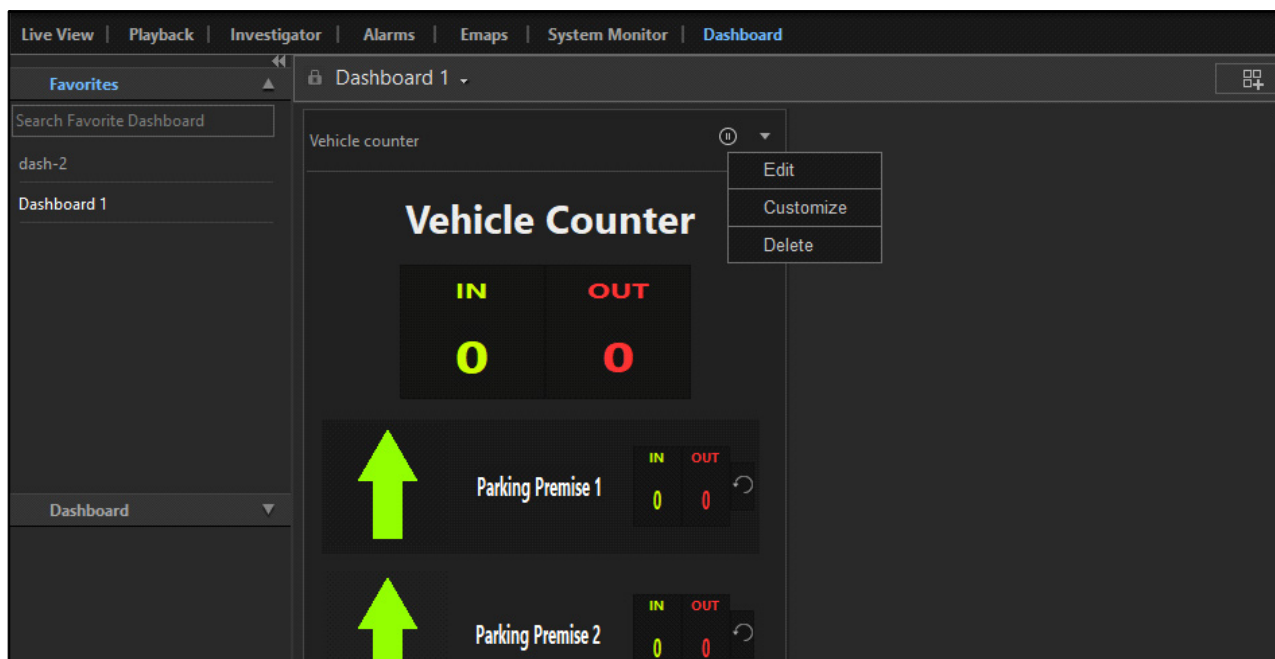 Live View | Playback | Investigator | Alarms | Emaps | System Monitor | Dashboard
Favorites
Search Favorite Dashboard
dash-2
Dashboard 1
Dashboard
Dashboard 1
Vehicle counter
Edit
Customize
Delete
Vehicle Counter
IN OUT
0 0
Parking Premise 1
IN OUT
0 0
Parking Premise 2
IN OUT
0 0